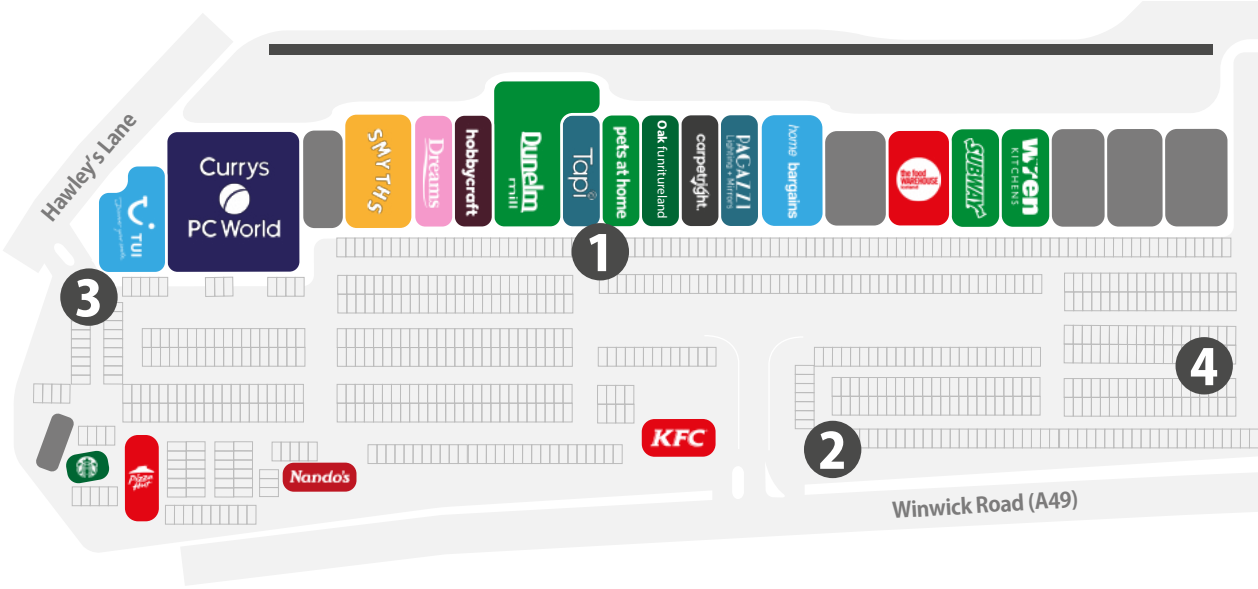 Hawley's Lane
TUI
Currys
PC World
SMYTHS
Dreams
hobbycraft
Dunelm
mill
Tapi
pets at home
Oak funritureland
carpetright.
PAGAZZI
Lighting + Mirrors
home bargains
the food
WAREHOUSE
SUBWAY
Wren
KITCHENS
1
3
4
2
KFC
Pizza
Hut
Nando's
Winwick Road (A49)